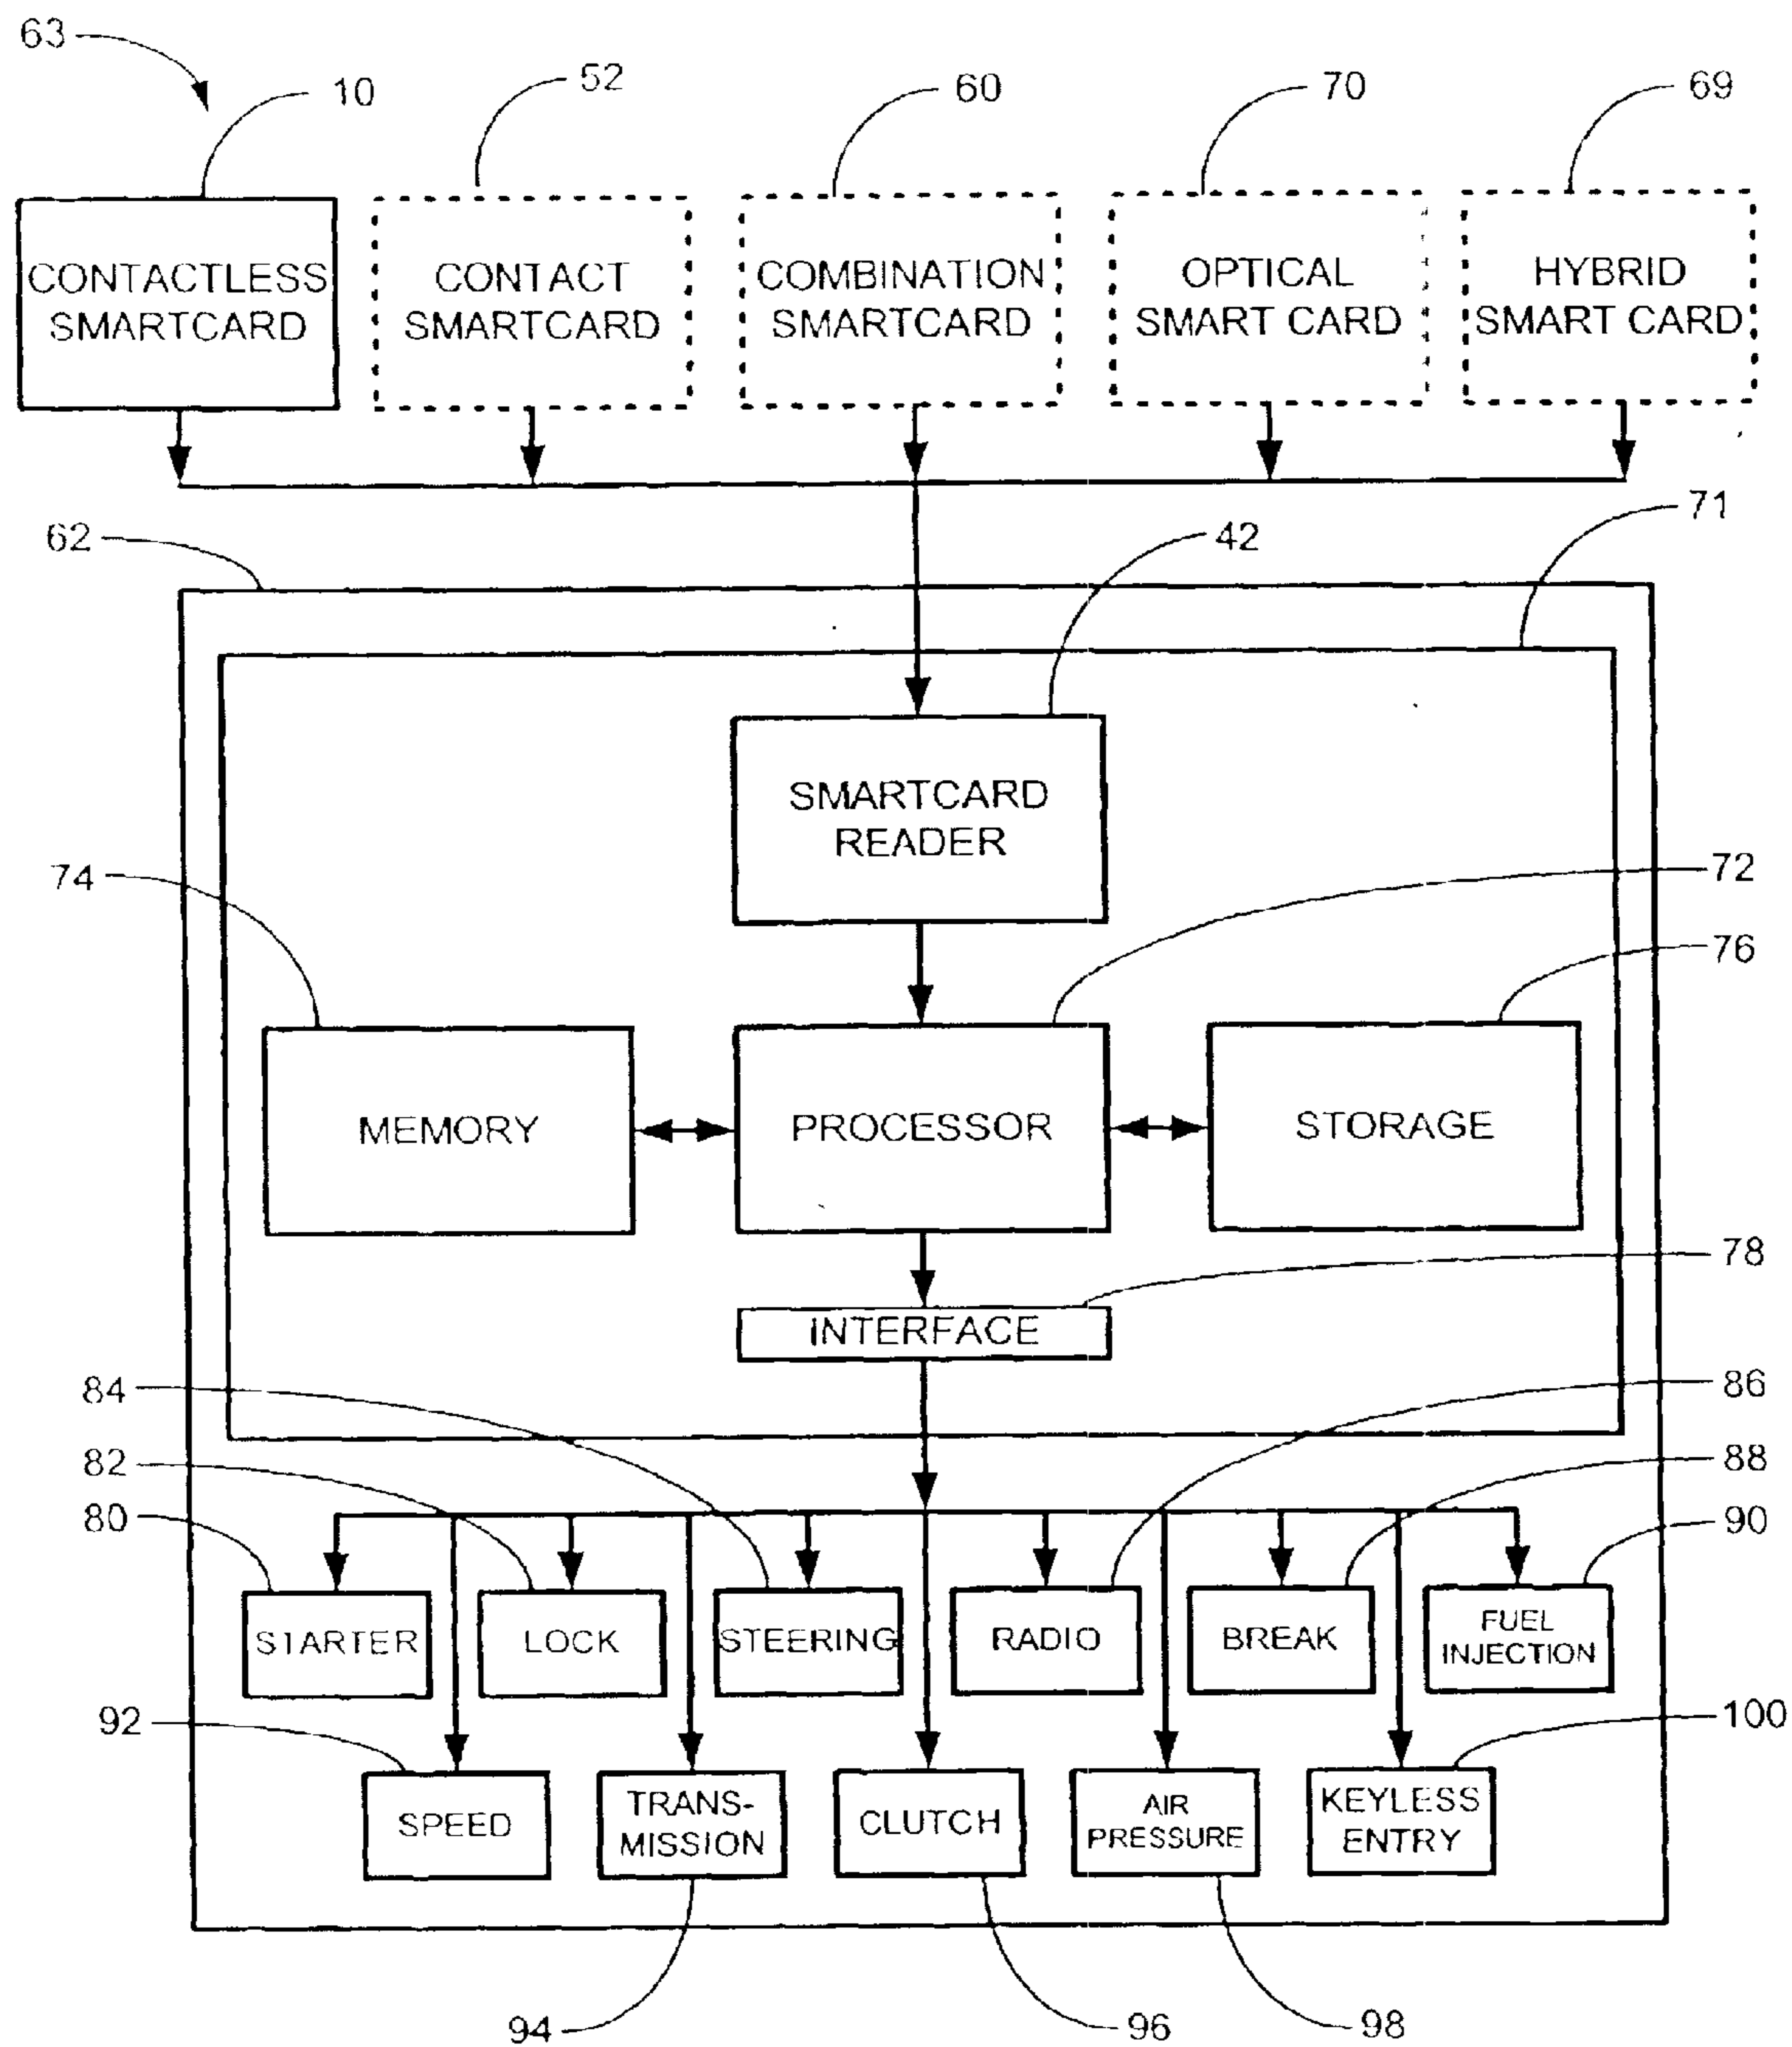 63
10
52
60
70
69
CONTACTLESS
SMARTCARD
CONTACT
SMARTCARD
COMBINATION
SMARTCARD
OPTICAL
SMART CARD
HYBRID
SMART CARD
62
42
71
SMARTCARD
READER
74
72
76
MEMORY
PROCESSOR
STORAGE
78
INTERFACE
84
86
82
88
80
90
STARTER
LOCK
STEERING
RADIO
BREAK
FUEL
INJECTION
92
100
SPEED
TRANS-
MISSION
CLUTCH
AIR
PRESSURE
KEYLESS
ENTRY
94
96
98